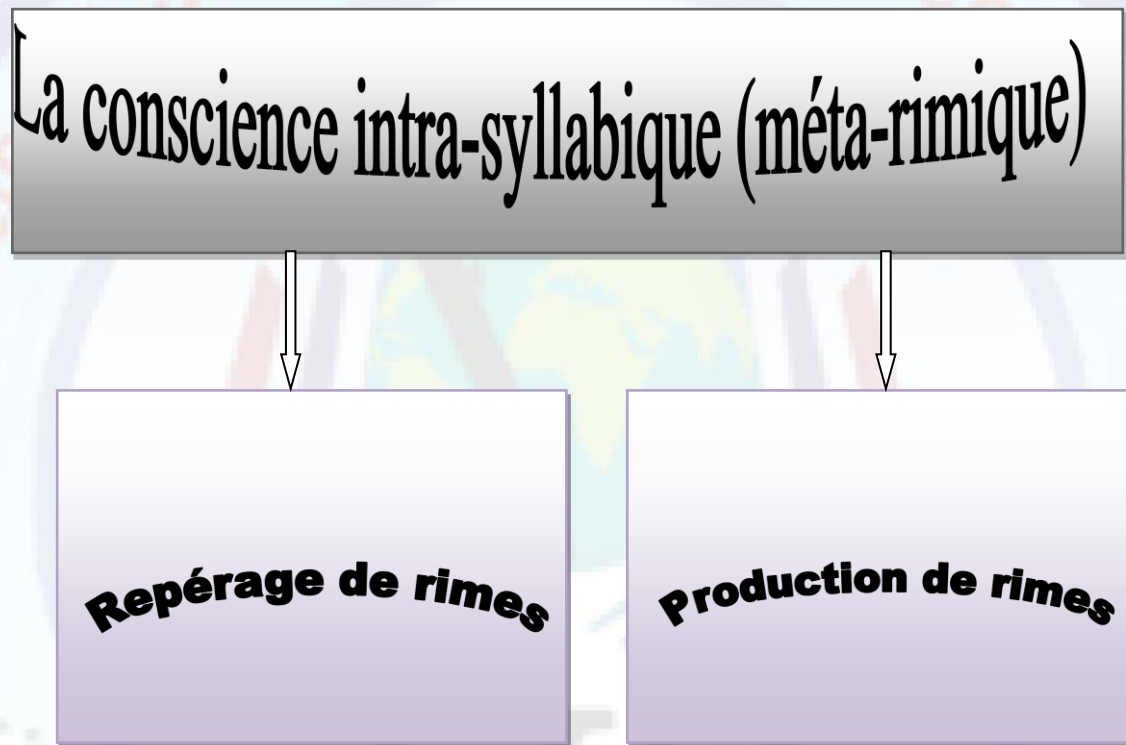 La conscience intra-syllabique (méta-rimique)
Repérage de rimes
Production de rimes